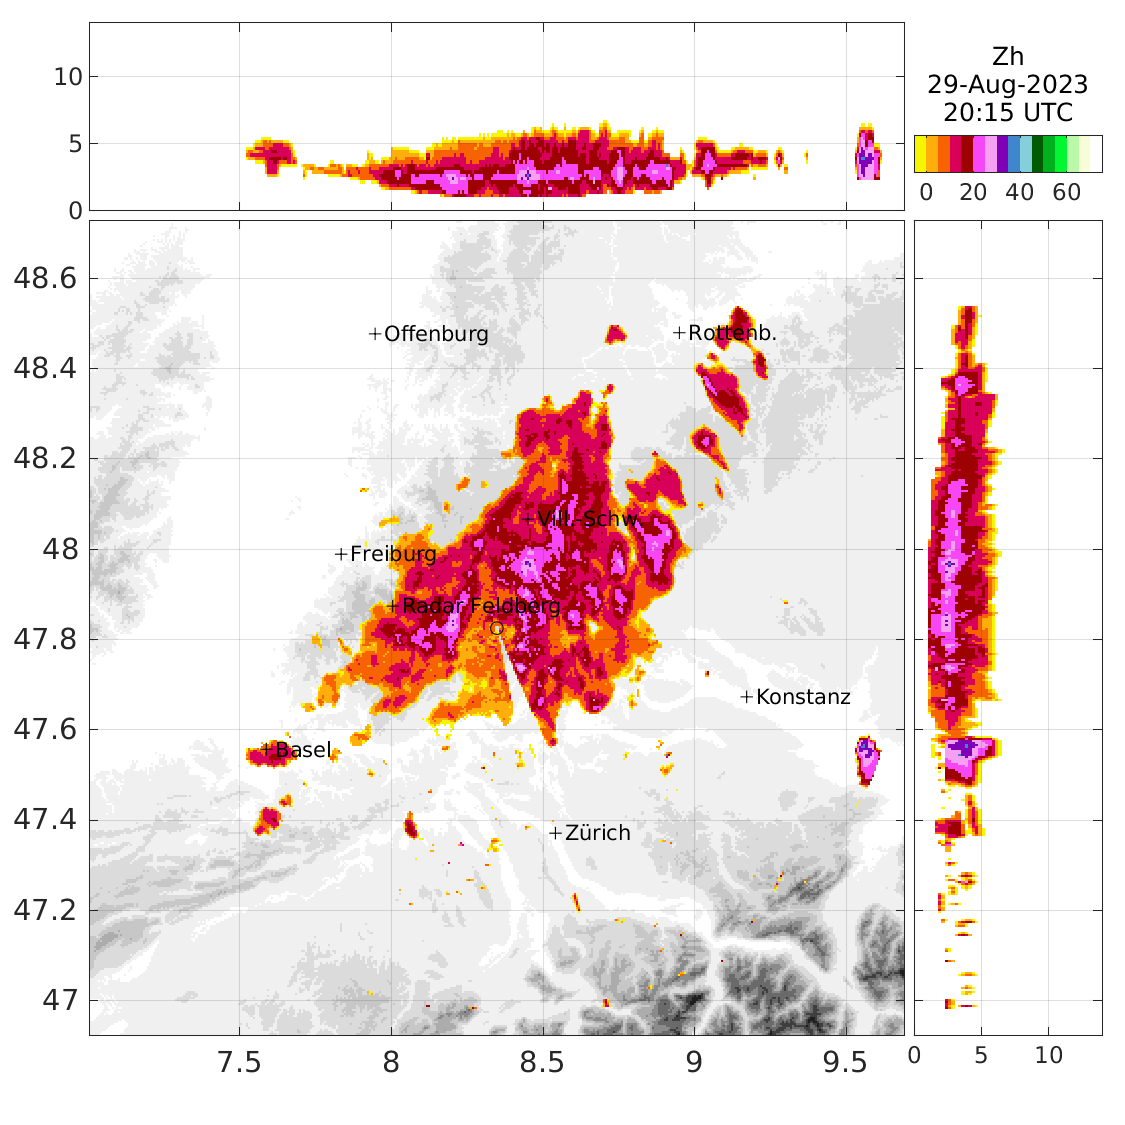 Zh
29-Aug-2023
20:15 UTC
0 20 40 60
10
5
0
48.6
48.4
48.2
48
47.8
47.6
47.4
47.2
47
+Offenburg
+Rottenb.
+Vill.-Schw.
+Freiburg
+Radar Feldberg
+Konstanz
+Basel
+Zürich
7.5 8 8.5 9 9.5
0 5 10